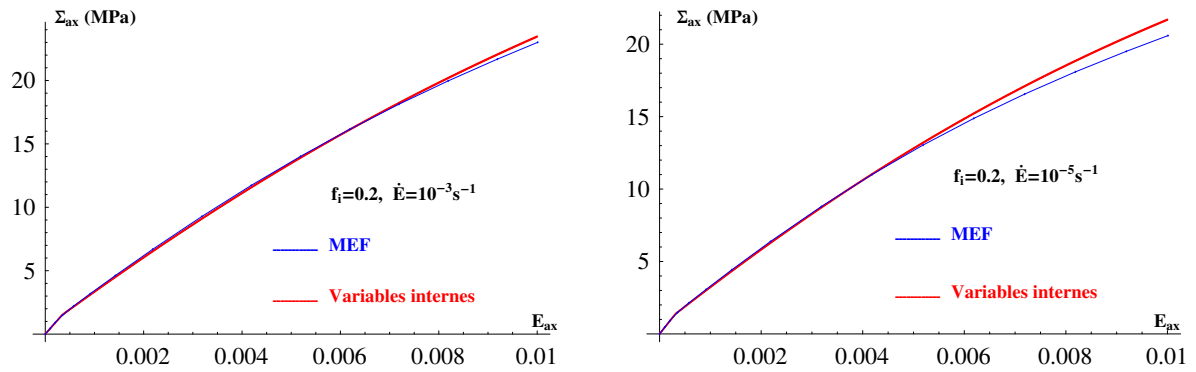 Σax (MPa)
20
15
10
5
fi=0.2, Ė=10−3s−1
MEF
Variables internes
Eax
0.002
0.004
0.006
0.008
0.01
Σax (MPa)
20
15
10
5
fi=0.2, Ė=10−5s−1
MEF
Variables internes
Eax
0.002
0.004
0.006
0.008
0.01